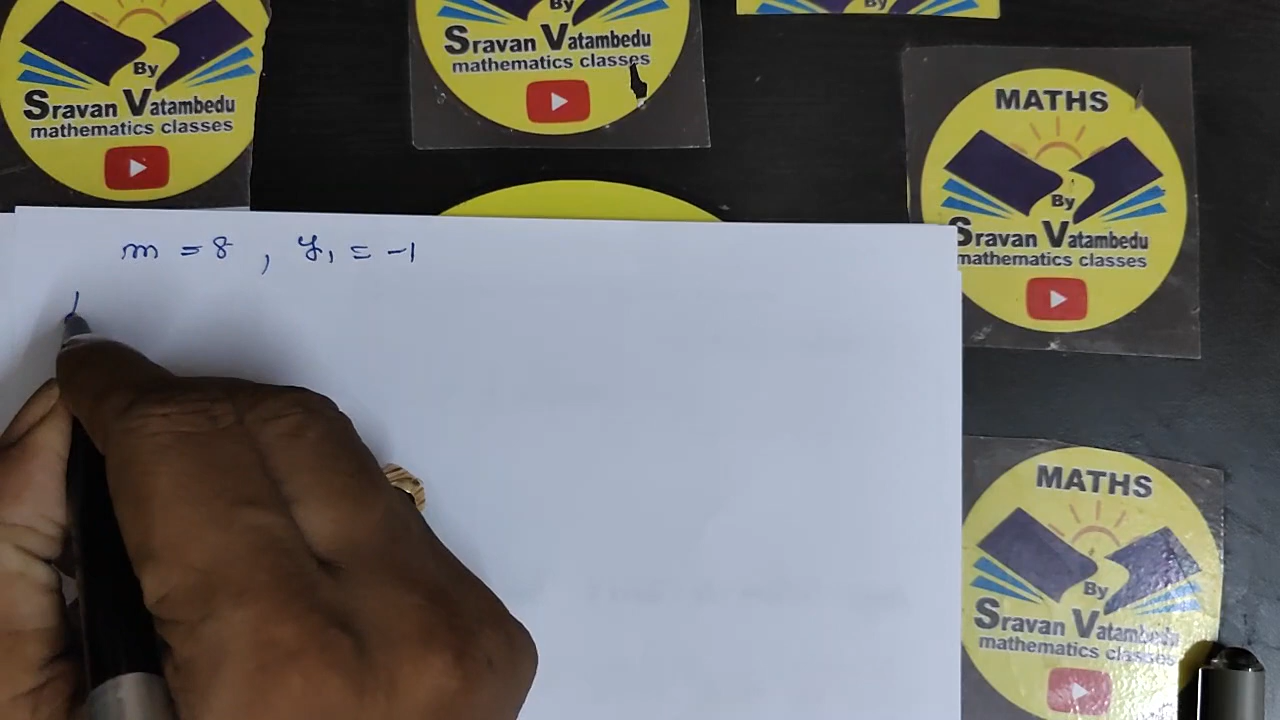 By
Sravan Vatambedu
mathematics classes
By
Sravan Vatambedu
mathematics classes
By
MATHS
By
Sravan Vatambedu
mathematics classes
m = 8 , y₁ = -1
MATHS
By
Sravan Vatambedu
mathematics classes